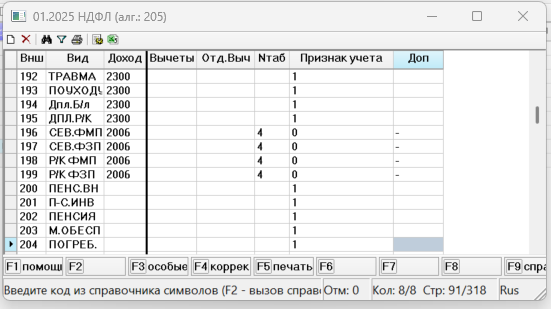 01.2025 НДФЛ (алг.: 205)
Внш Вид Доход Вычеты Отд.Выч Nтаб Признак учета Доп
192 ТРАВМА 2300 1
193 ПОУХОДУ 2300 1
194 Дпл.Б/л 2300 1
195 ДПЛ.Р/К 2300 1
196 СЕВ.ФМП 2006 4 0 -
197 СЕВ.ФЗП 2006 4 0 -
198 Р/К ФМП 2006 4 0 -
199 Р/К ФЗП 2006 4 0 -
200 ПЕНС.ВН 1
201 П-С.ИНВ 1
202 ПЕНСИЯ 1
203 М.ОБЕСП 1
204 ПОГРЕБ. 1
F1 помощь F2 F3 особые F4 коррек F5 печать F6 F7 F8 F9 спра
Введите код из справочника символов (F2 - вызов справо Отм: 0 Кол: 8/8 Стр: 91/318 Rus